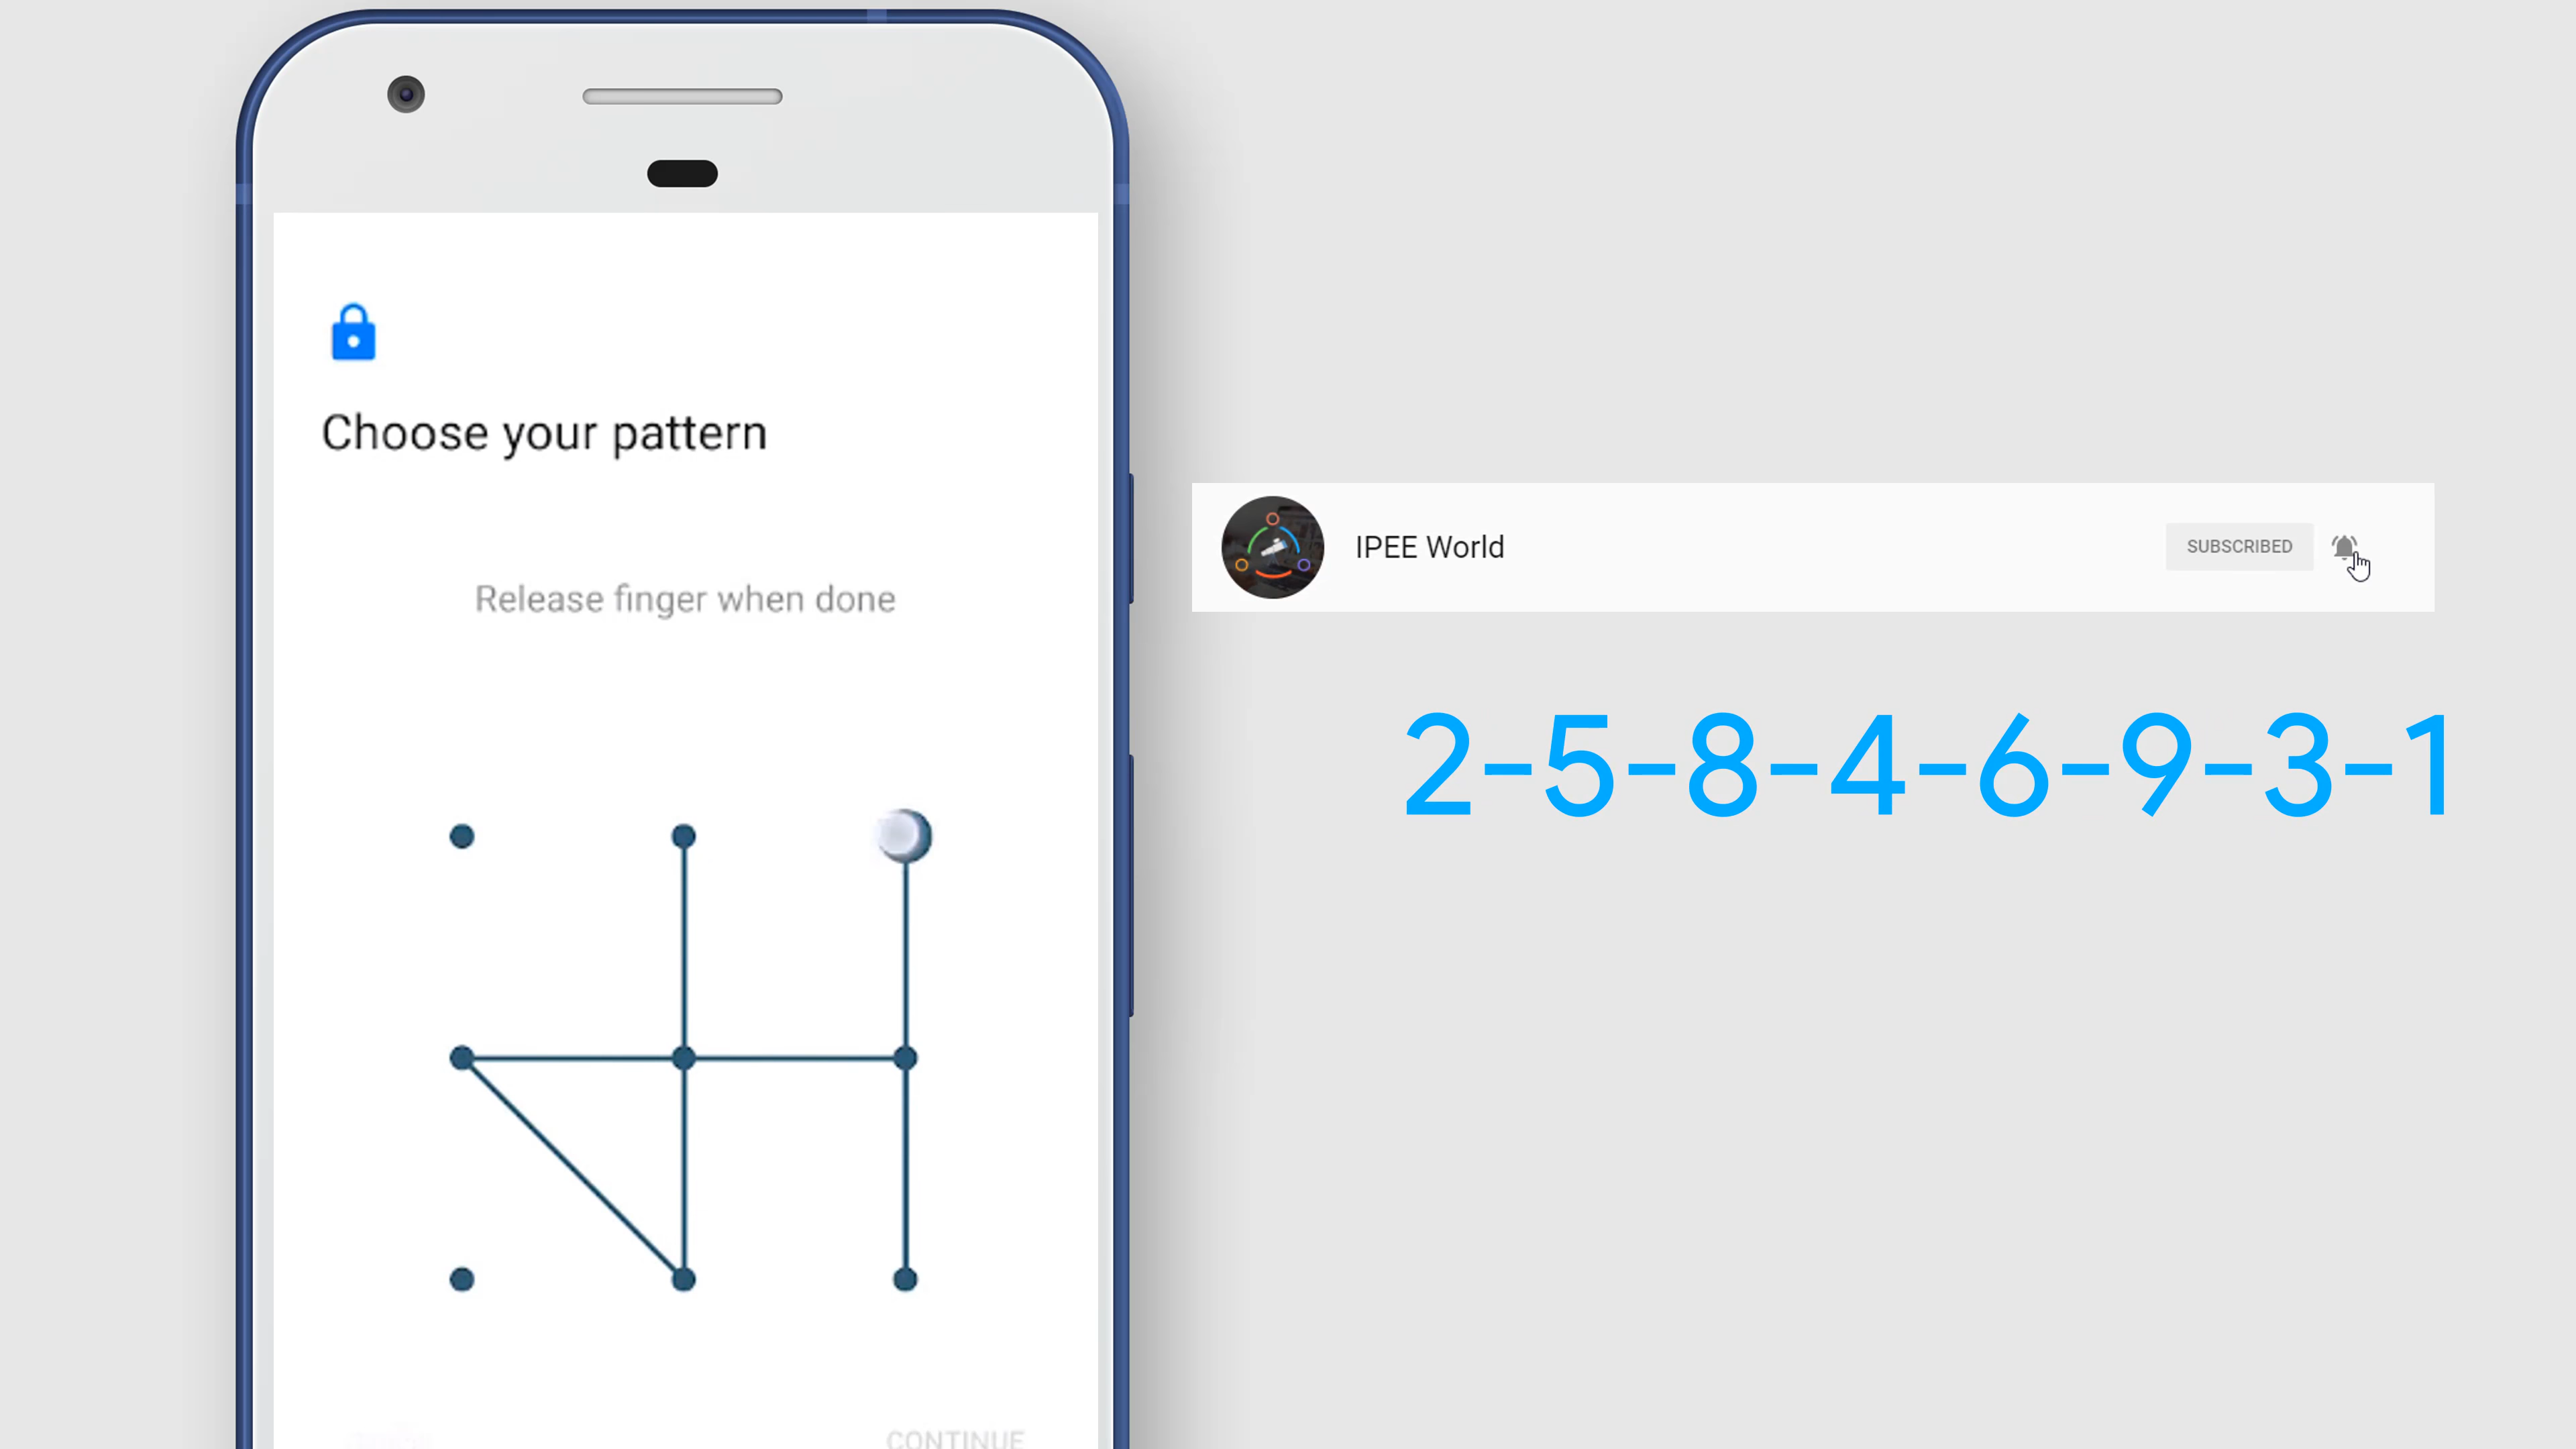 Choose your pattern
Release finger when done
IPEE World
SUBSCRIBED
2-5-8-4-6-9-3-1
CONTINUE